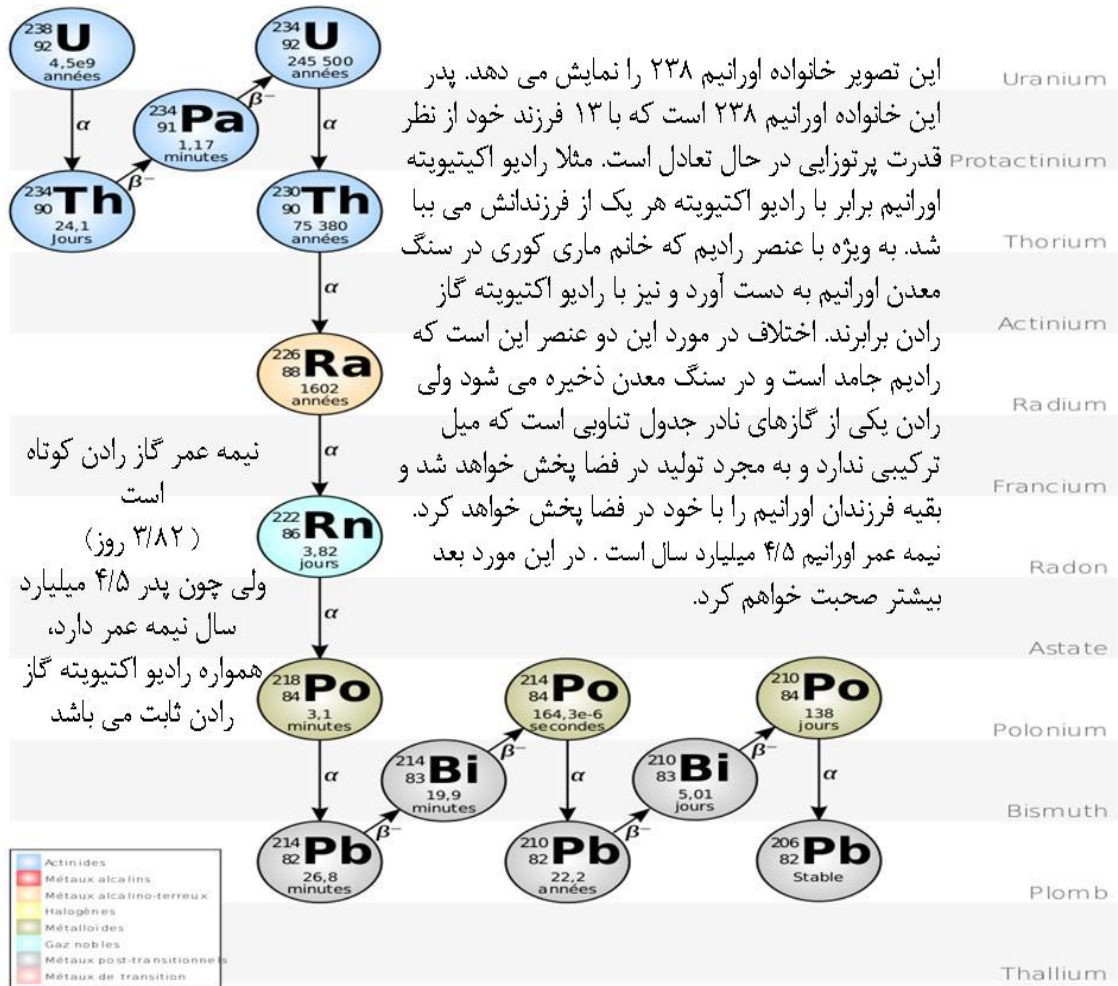 238
92 U
4,5e9
années
234
92 U
245 500
années
α
β⁻
234
91 Pa
1,17
minutes
α
β⁻
234
90 Th
24,1
jours
230
90 Th
75 380
années
α
226
88 Ra
1602
années
α
222
86 Rn
3,82
jours
α
218
84 Po
3,1
minutes
214
84 Po
164,3e-6
secondes
210
84 Po
138
jours
α
β⁻
214
83 Bi
19,9
minutes
α
β⁻
210
83 Bi
5,01
jours
α
β⁻
214
82 Pb
26,8
minutes
β⁻
210
82 Pb
22,2
années
206
82 Pb
Stable
این تصویر خانواده اورانیم ۲۳۸ را نمایش می دهد. پدر
این خانواده اورانیم ۲۳۸ است که با ۱۳ فرزند خود از نظر
قدرت پرتوزایی در حال تعادل است. مثلا رادیو اکیتیویته
اورانیم برابر با رادیو اکتیویته هر یک از فرزندانش می ببا
شد. به ویژه با عنصر رادیم که خانم ماری کوری در سنگ
معدن اورانیم به دست آورد و نیز با رادیو اکتیویته گاز
رادن برابرند. اختلاف در مورد این دو عنصر این است که
رادیم جامد است و در سنگ معدن ذخیره می شود ولی
رادن یکی از گازهای نادر جدول تناوبی است که میل
ترکیبی ندارد و به مجرد تولید در فضا پخش خواهد شد و
بقیه فرزندان اورانیم را با خود در فضا پخش خواهد کرد.
نیمه عمر اورانیم ۴/۵ میلیارد سال است . در این مورد بعد
بیشتر صحبت خواهم کرد.
نیمه عمر گاز رادن کوتاه
است
( ۳/۸۲ روز)
ولی چون پدر ۴/۵ میلیارد
سال نیمه عمر دارد،
همواره رادیو اکتیویته گاز
رادن ثابت می باشد
Uranium
Protactinium
Thorium
Actinium
Radium
Francium
Radon
Astate
Polonium
Bismuth
Plomb
Thallium
Actinides
Métaux alcalins
Métaux alcalino-terreux
Halogènes
Métalloïdes
Gaz nobles
Métaux post-transitionnels
Métaux de transition